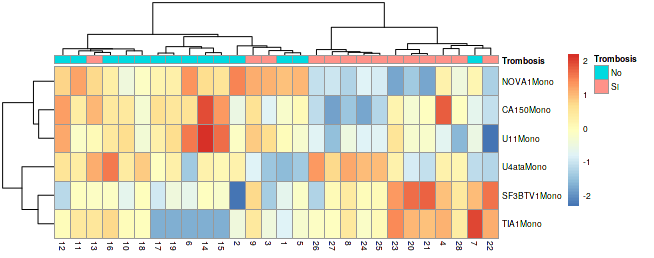 Trombosis
NOVA1Mono
CA150Mono
U11Mono
U4ataMono
SF3BTV1Mono
TIA1Mono
12 11 13 16 10 18 17 19 6 14 15 2 9 3 1 5 26 27 8 24 25 23 20 21 4 28 7 22
2
1
0
-1
-2
Trombosis
No
SI